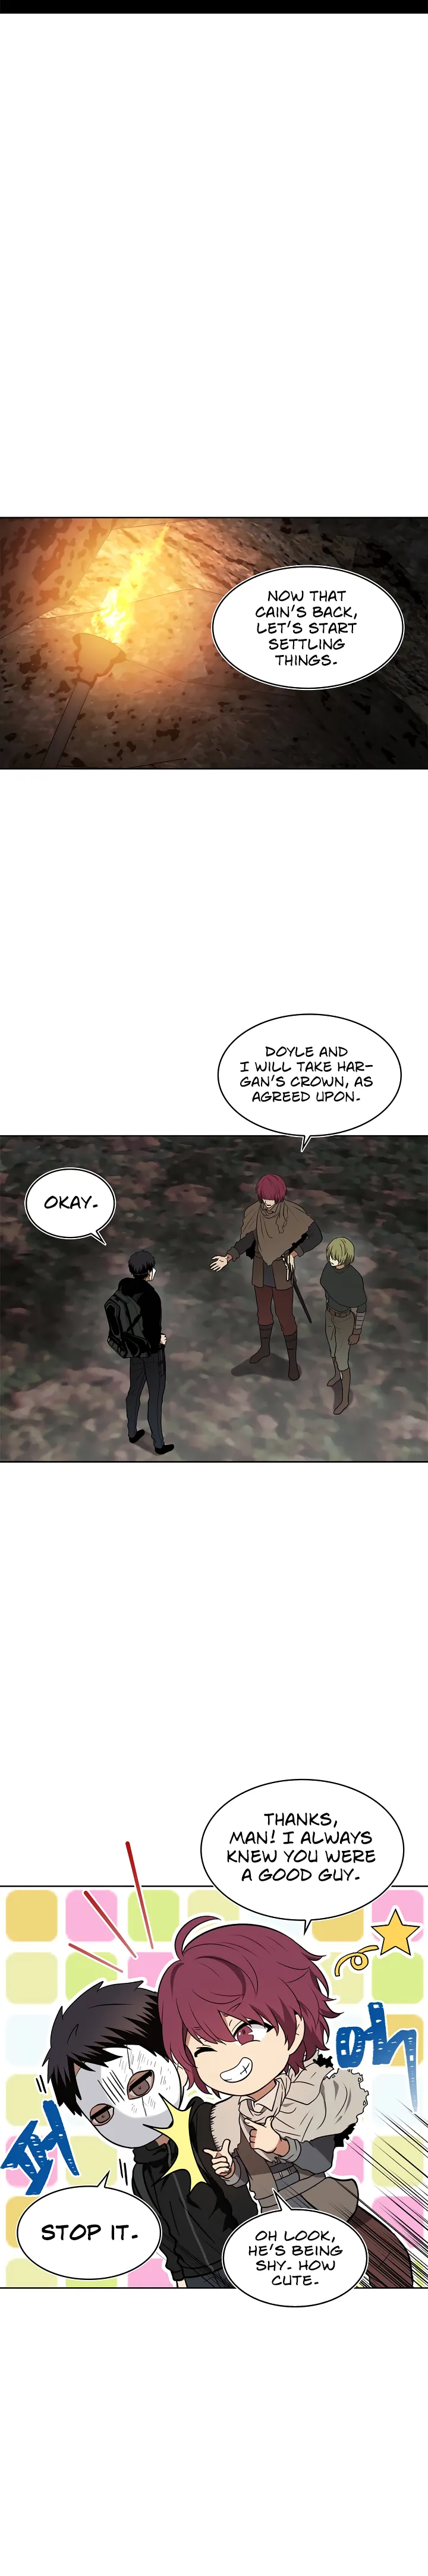 NOW THAT
CAIN'S BACK,
LET'S START
SETTLING
THINGS.
DOYLE AND
I WILL TAKE HAR-
GAN'S CROWN, AS
AGREED UPON.
OKAY.
THANKS,
MAN! I ALWAYS
KNEW YOU WERE
A GOOD GUY.
STOP IT.
OH LOOK,
HE'S BEING
SHY. HOW
CUTE.